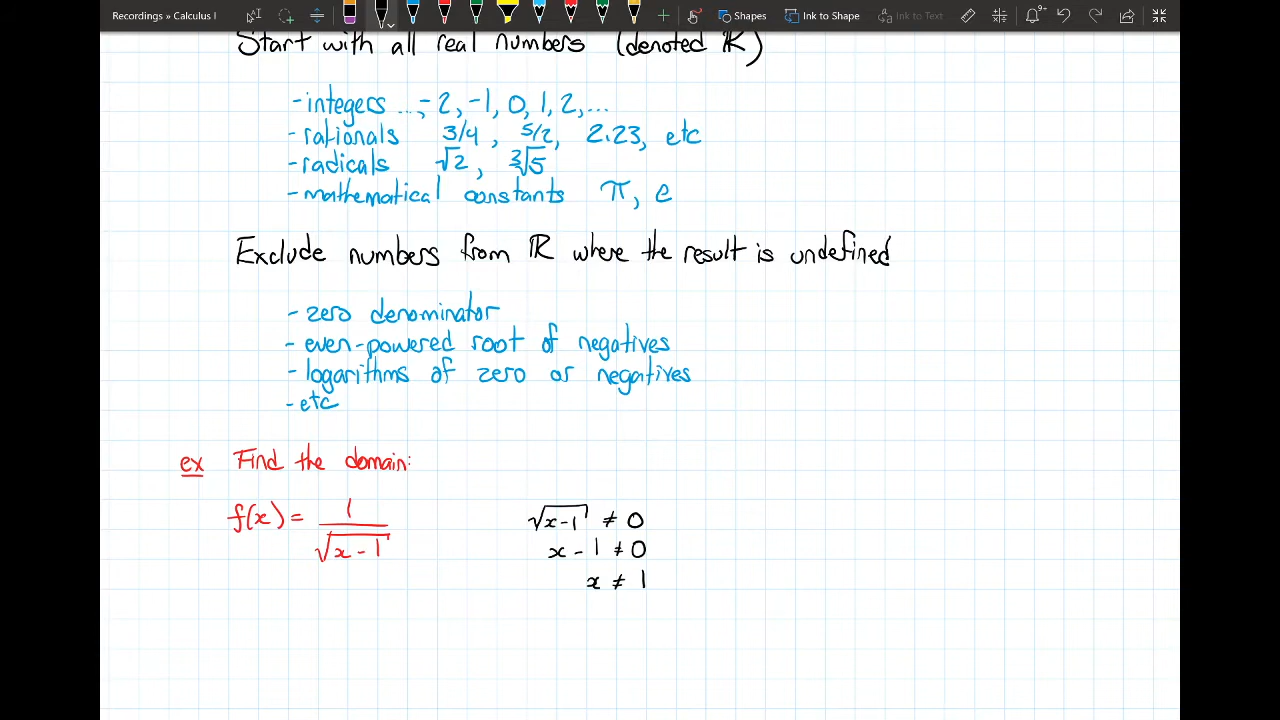 Recordings » Calculus I
Shapes
Ink to Shape
Ink to Text
9+
Start with all real numbers (denoted ℝ)
- integers ..., -2, -1, 0, 1, 2, ...
- rationals 3/4, 5/2, 2.23, etc
- radicals √2, ³√5
- mathematical constants π, e
Exclude numbers from ℝ where the result is undefined
- zero denominator
- even-powered root of negatives
- logarithms of zero or negatives
- etc
ex Find the domain:
f(x) = 1/√(x-1)
√(x-1) ≠ 0
x - 1 ≠ 0
x ≠ 1